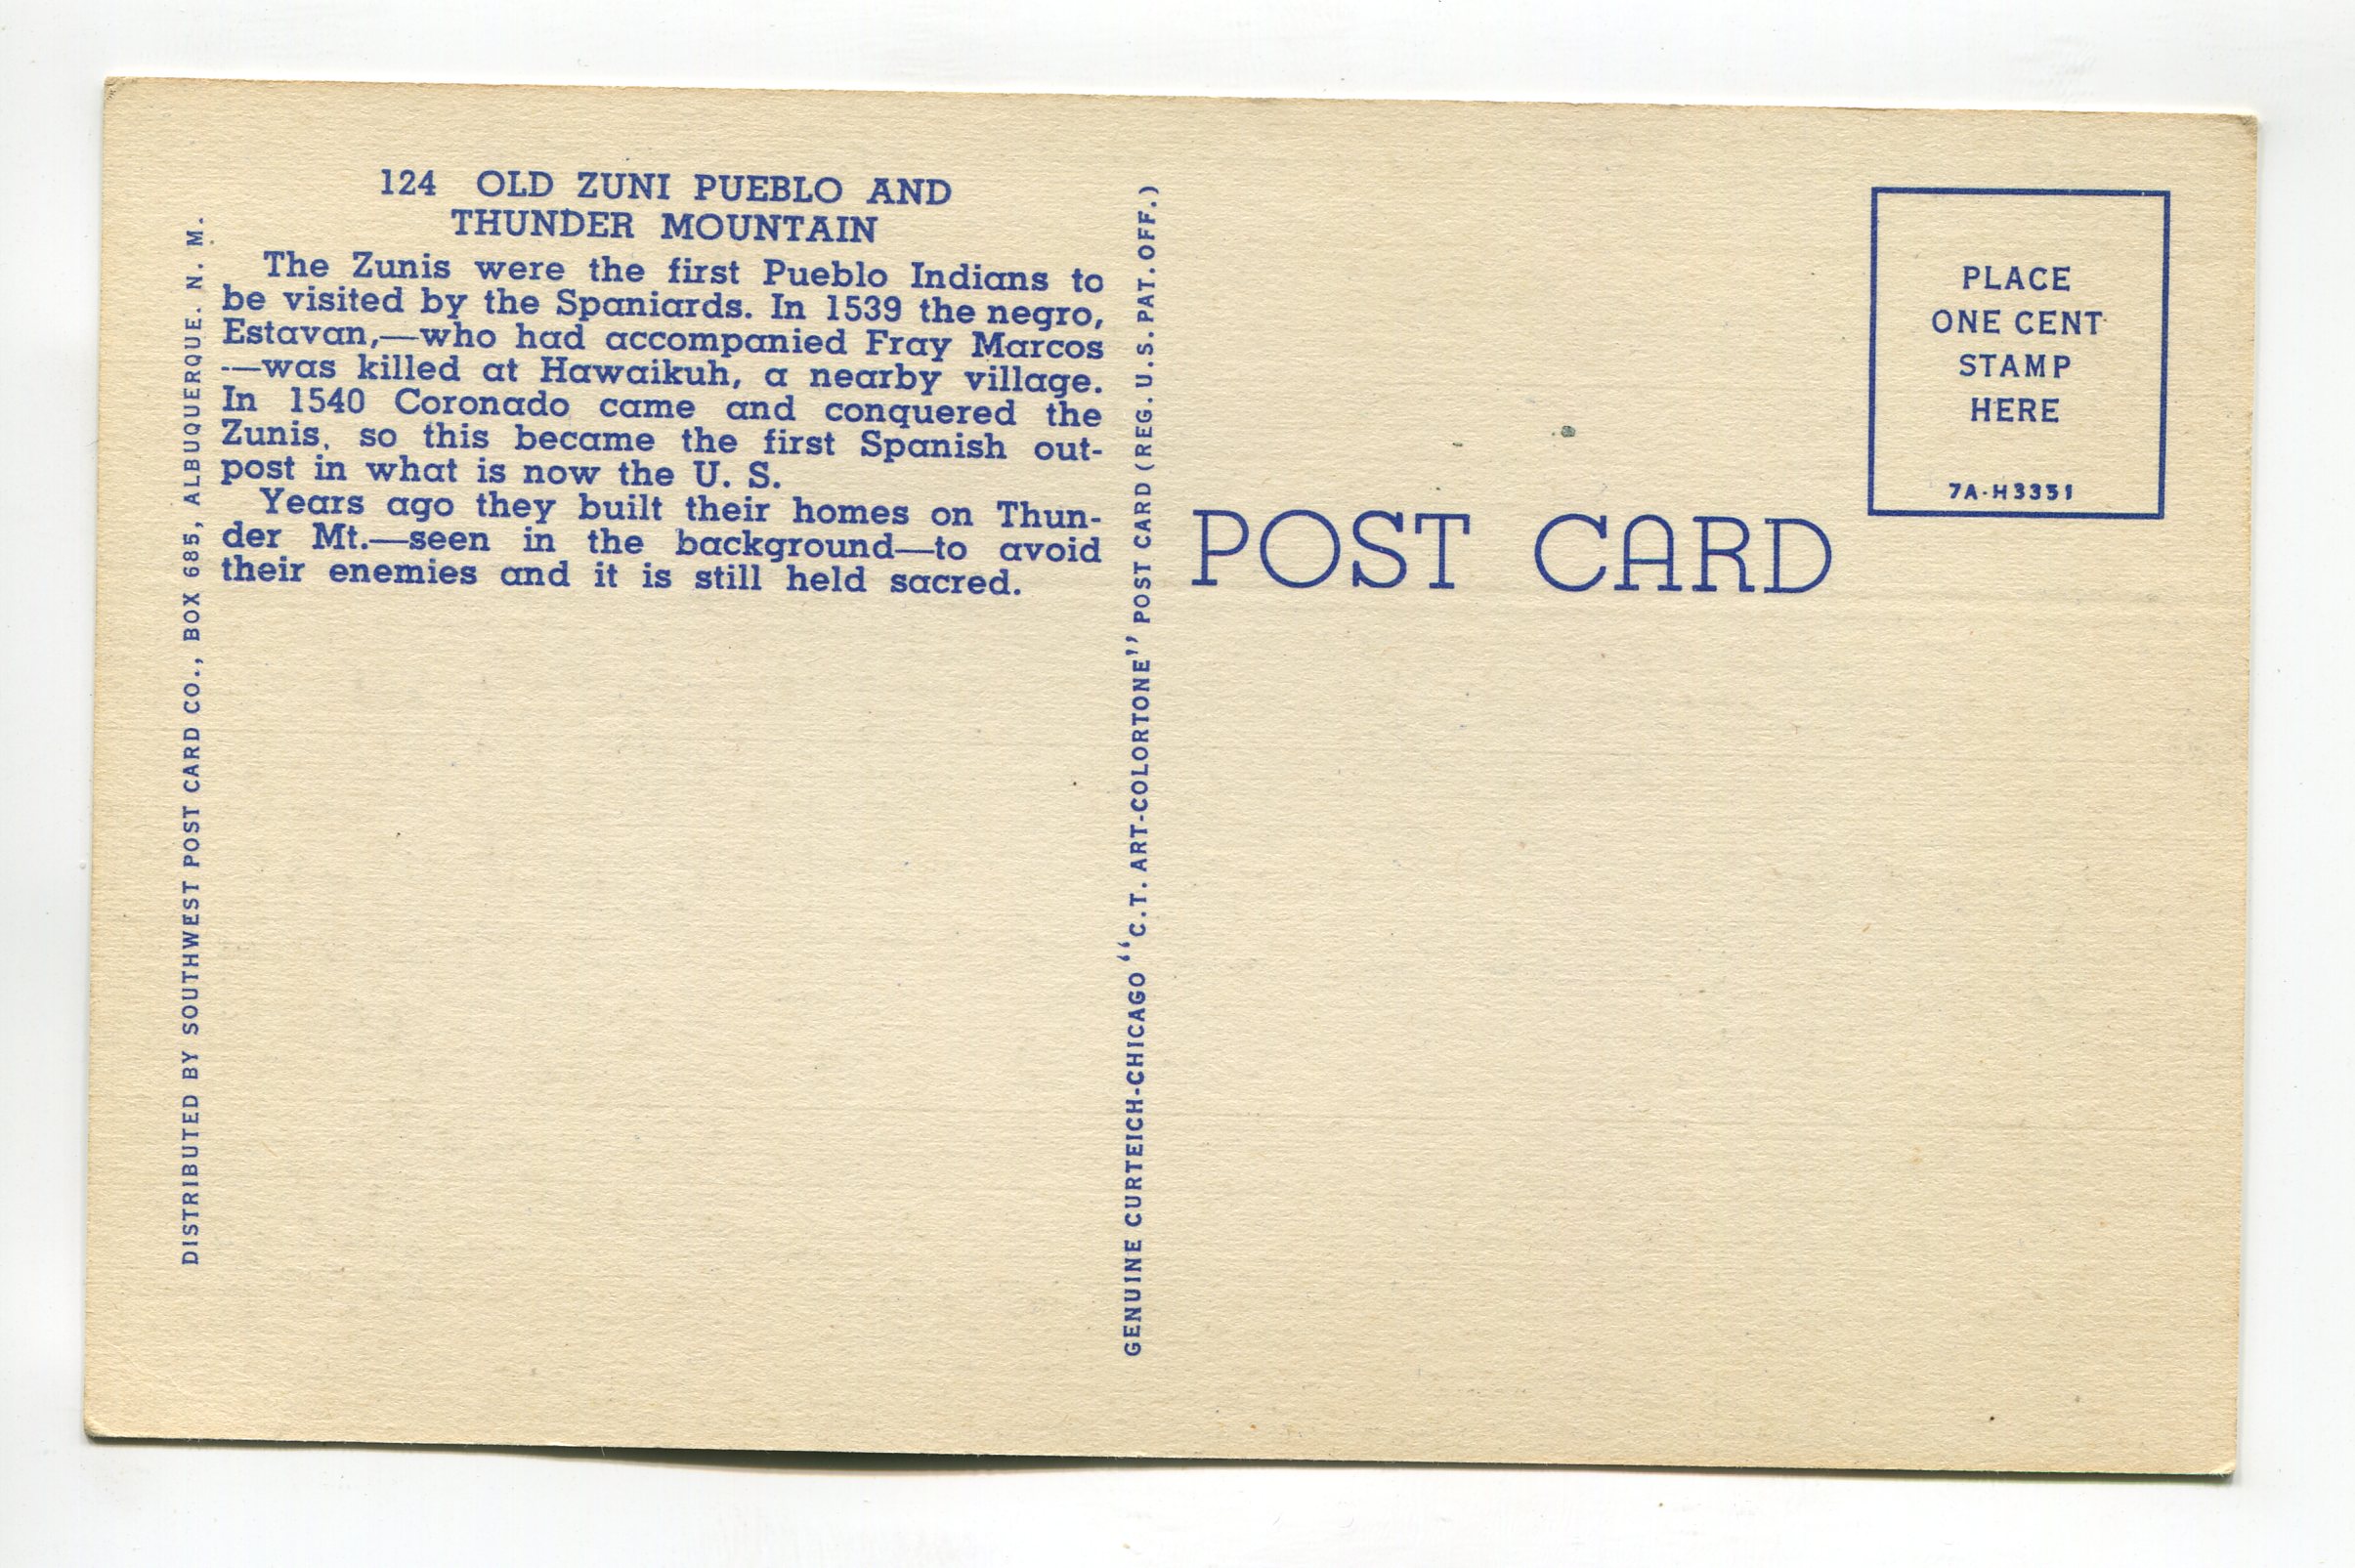 124 OLD ZUNI PUEBLO AND
THUNDER MOUNTAIN
The Zunis were the first Pueblo Indians to
be visited by the Spaniards. In 1539 the negro,
Estavan,—who had accompanied Fray Marcos
—was killed at Hawaikuh, a nearby village.
In 1540 Coronado came and conquered the
Zunis, so this became the first Spanish out-
post in what is now the U. S.
Years ago they built their homes on Thun-
der Mt.—seen in the background—to avoid
their enemies and it is still held sacred.
DISTRIBUTED BY SOUTHWEST POST CARD CO., BOX 685, ALBUQUERQUE. N. M.
GENUINE CURTEICH-CHICAGO "C.T. ART-COLORTONE" POST CARD (REG. U.S. PAT. OFF.)
POST CARD
PLACE
ONE CENT
STAMP
HERE
7A-H3351